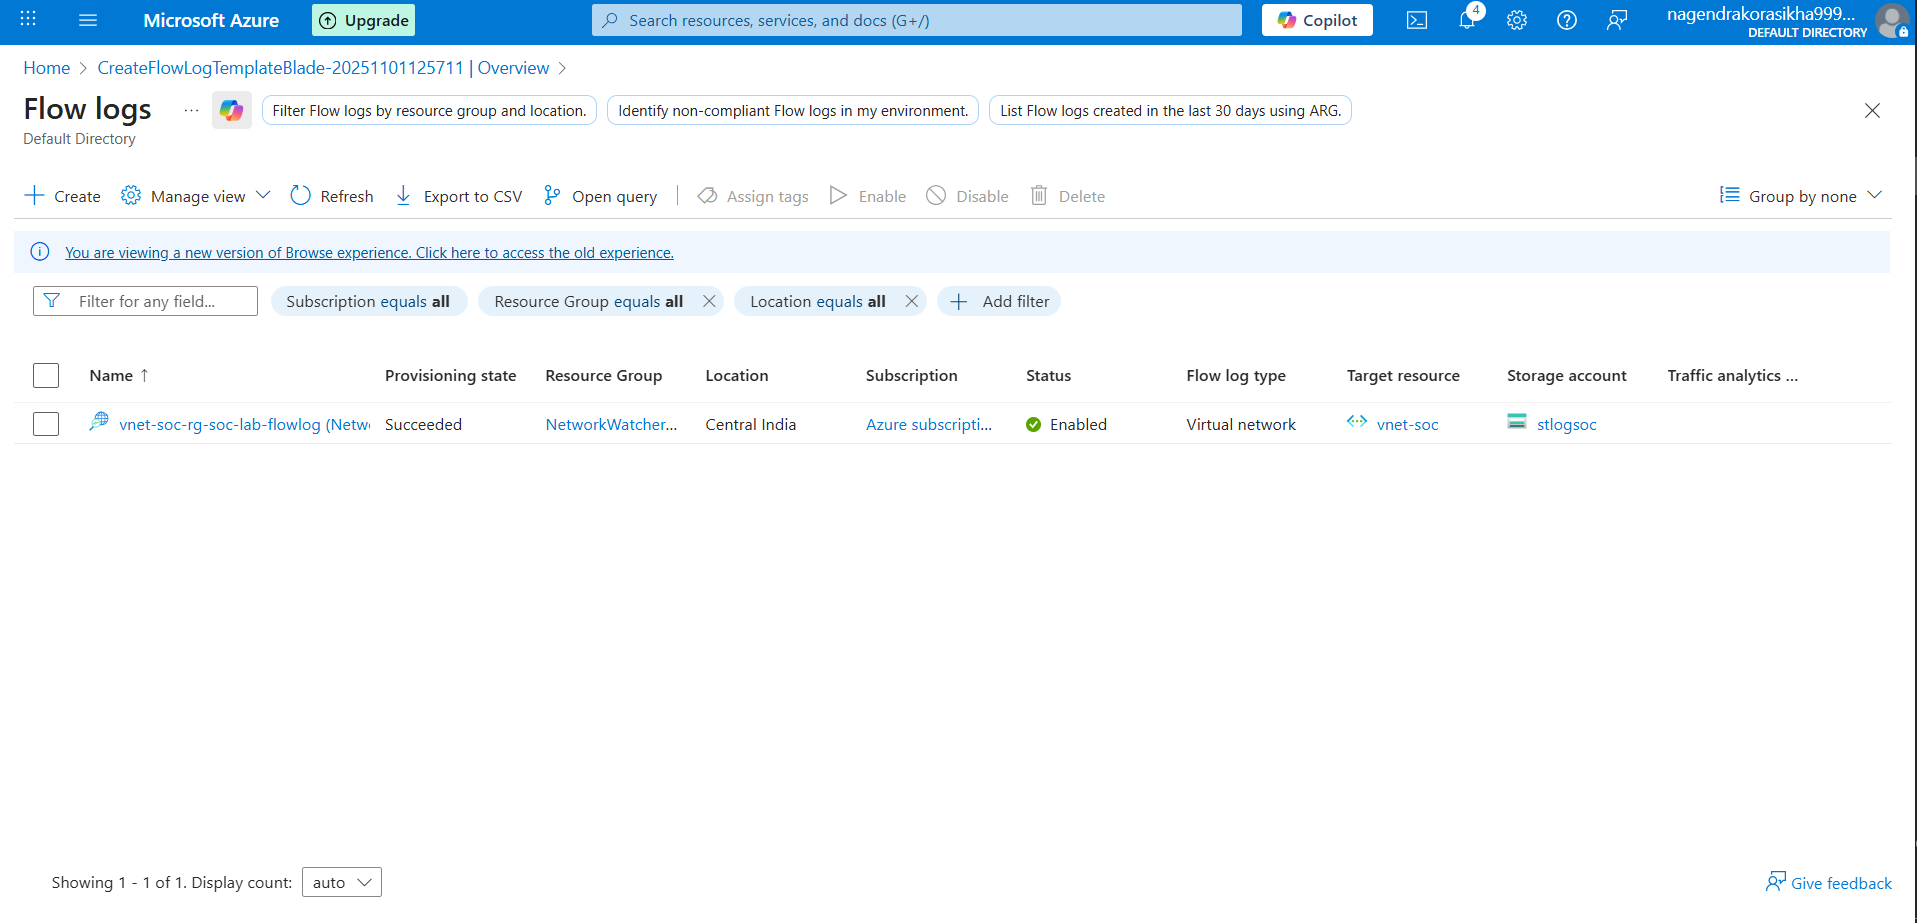 Microsoft Azure
Upgrade
Search resources, services, and docs (G+/)
Copilot
4
nagendrakorasikha999...
DEFAULT DIRECTORY
Home > CreateFlowLogTemplateBlade-20251101125711 | Overview >
Flow logs
...
Filter Flow logs by resource group and location.
Identify non-compliant Flow logs in my environment.
List Flow logs created in the last 30 days using ARG.
Default Directory
Create
Manage view
Refresh
Export to CSV
Open query
Assign tags
Enable
Disable
Delete
Group by none
You are viewing a new version of Browse experience. Click here to access the old experience.
Filter for any field...
Subscription equals all
Resource Group equals all
Location equals all
Add filter
Name ↑ Provisioning state Resource Group Location Subscription Status Flow log type Target resource Storage account Traffic analytics ...
vnet-soc-rg-soc-lab-flowlog (Netw Succeeded NetworkWatcher... Central India Azure subscripti... Enabled Virtual network vnet-soc stlogsoc
Showing 1 - 1 of 1. Display count: auto
Give feedback